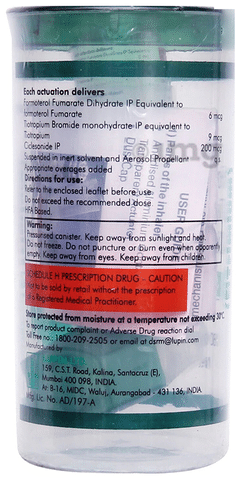 Each actuation delivers
Formoterol Fumarate Dihydrate IP Equivalent to
formoterol Fumarate 6 mcg
Tiotropium Bromide monohydrate IP equivalent to
Tiotropium 9 mcg
Ciclesonide IP 200 mcg
Suspended in inert solvent and Aerosol Propellar
Appropriate overages added
Directions for use:
Refer to the enclosed leaflet before use
Do not exceed the recommended dose
HFA Based.
Warning:
Pressurised canister. Keep away from sunlight and heat.
Do not freeze. Do not puncture or burn even when apparently
empty. Keep away from eyes. Keep away from children.
SCHEDULE H PRESCRIPTION DRUG - CAUTION
Not to be sold by retail without the prescription
of a Registered Medical Practitioner.
Store protected from moisture at a temperature not exceeding 30°C
To report product complaint or Adverse Drug reaction dial
Toll Free no.: 1800-209-2505 or email at dsrm@lupin.com
159, C.S.T. Road, Kalina, Santacruz (E),
Mumbai 400 098, INDIA.
At: B-16, MIDC, Waluj, Aurangabad - 431 136, INDIA
Mfg. Lic. No. AD/197-A